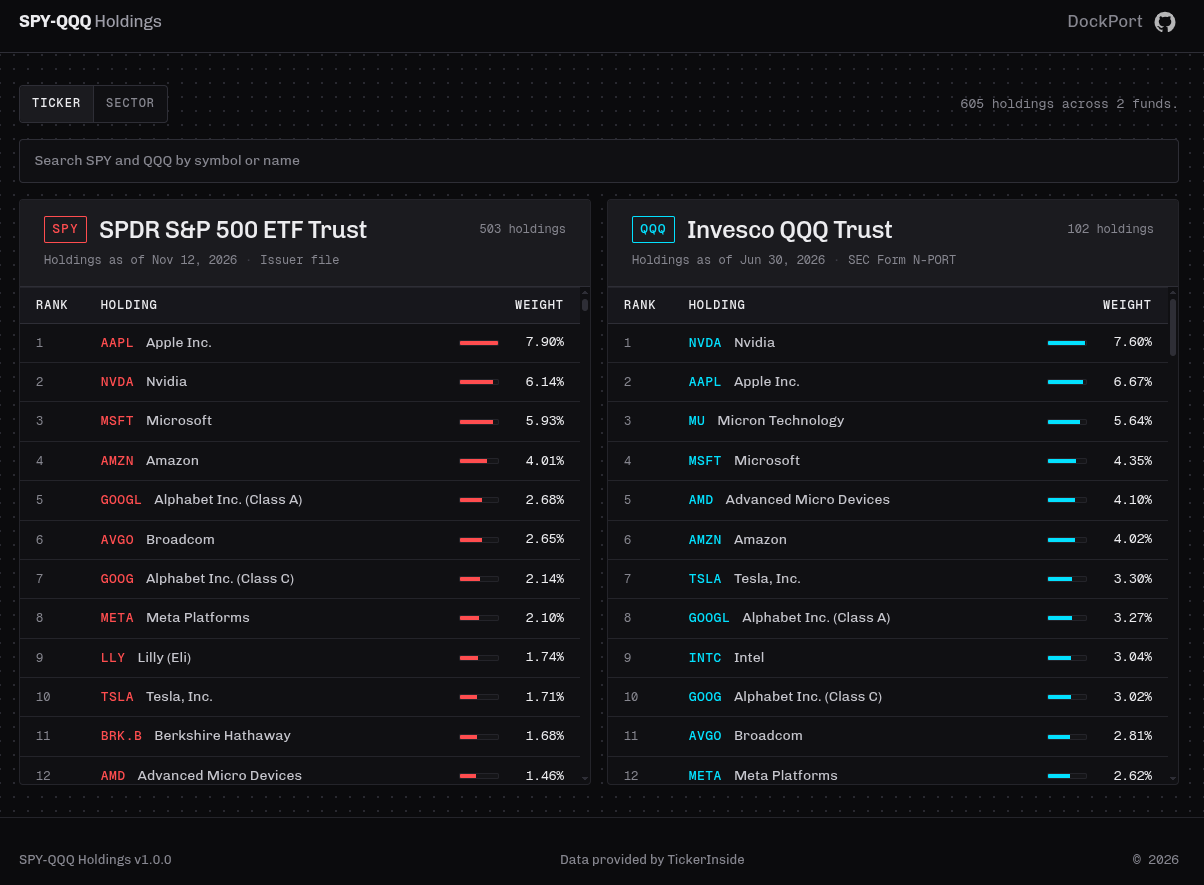 SPY-QQQ Holdings
DockPort
TICKER SECTOR
605 holdings across 2 funds.
Search SPY and QQQ by symbol or name
SPY SPDR S&P 500 ETF Trust 503 holdings
Holdings as of Nov 12, 2026 · Issuer file
RANK HOLDING WEIGHT
1 AAPL Apple Inc. 7.90%
2 NVDA Nvidia 6.14%
3 MSFT Microsoft 5.93%
4 AMZN Amazon 4.01%
5 GOOGL Alphabet Inc. (Class A) 2.68%
6 AVGO Broadcom 2.65%
7 GOOG Alphabet Inc. (Class C) 2.14%
8 META Meta Platforms 2.10%
9 LLY Lilly (Eli) 1.74%
10 TSLA Tesla, Inc. 1.71%
11 BRK.B Berkshire Hathaway 1.68%
12 AMD Advanced Micro Devices 1.46%
QQQ Invesco QQQ Trust 102 holdings
Holdings as of Jun 30, 2026 · SEC Form N-PORT
RANK HOLDING WEIGHT
1 NVDA Nvidia 7.60%
2 AAPL Apple Inc. 6.67%
3 MU Micron Technology 5.64%
4 MSFT Microsoft 4.35%
5 AMD Advanced Micro Devices 4.10%
6 AMZN Amazon 4.02%
7 TSLA Tesla, Inc. 3.30%
8 GOOGL Alphabet Inc. (Class A) 3.27%
9 INTC Intel 3.04%
10 GOOG Alphabet Inc. (Class C) 3.02%
11 AVGO Broadcom 2.81%
12 META Meta Platforms 2.62%
SPY-QQQ Holdings v1.0.0
Data provided by TickerInside
© 2026